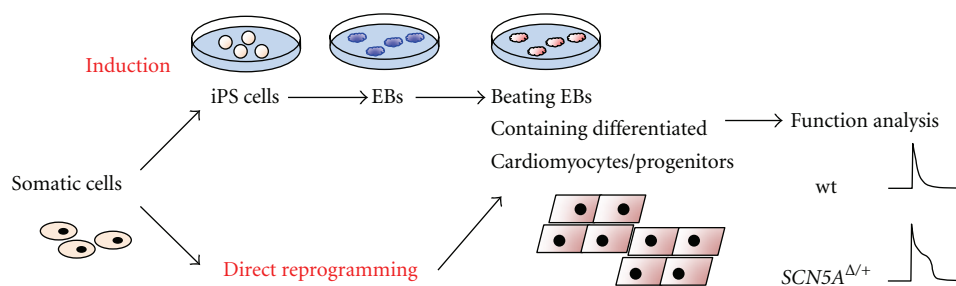 Induction
iPS cells
EBs
Beating EBs
Containing differentiated
Cardiomyocytes/progenitors
Function analysis
Somatic cells
Direct reprogramming
wt
SCN5A^Δ/+